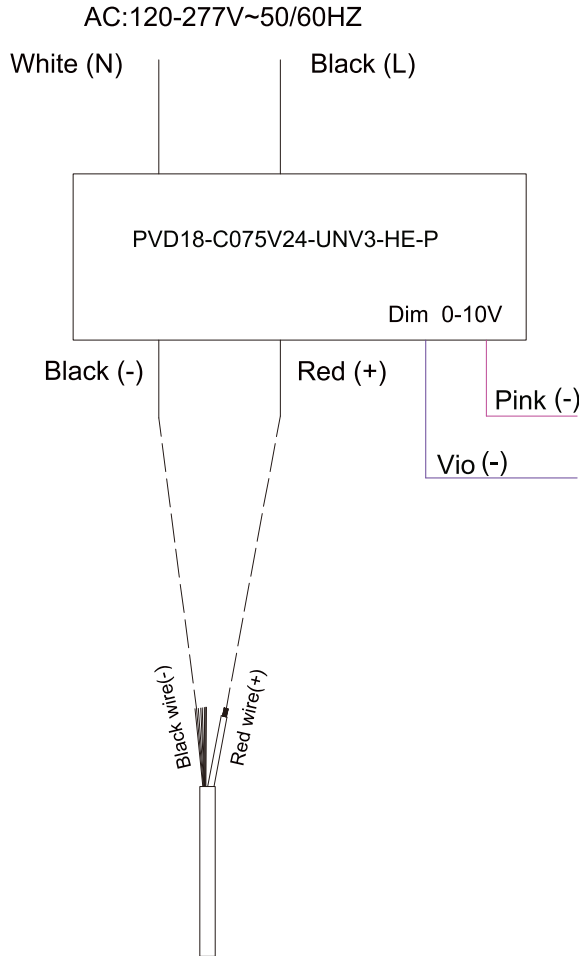 AC:120-277V~50/60HZ
White (N)
Black (L)
PVD18-C075V24-UNV3-HE-P
Dim 0-10V
Black (-)
Red (+)
Pink (-)
Vio (-)
Black wire(-)
Red wire(+)